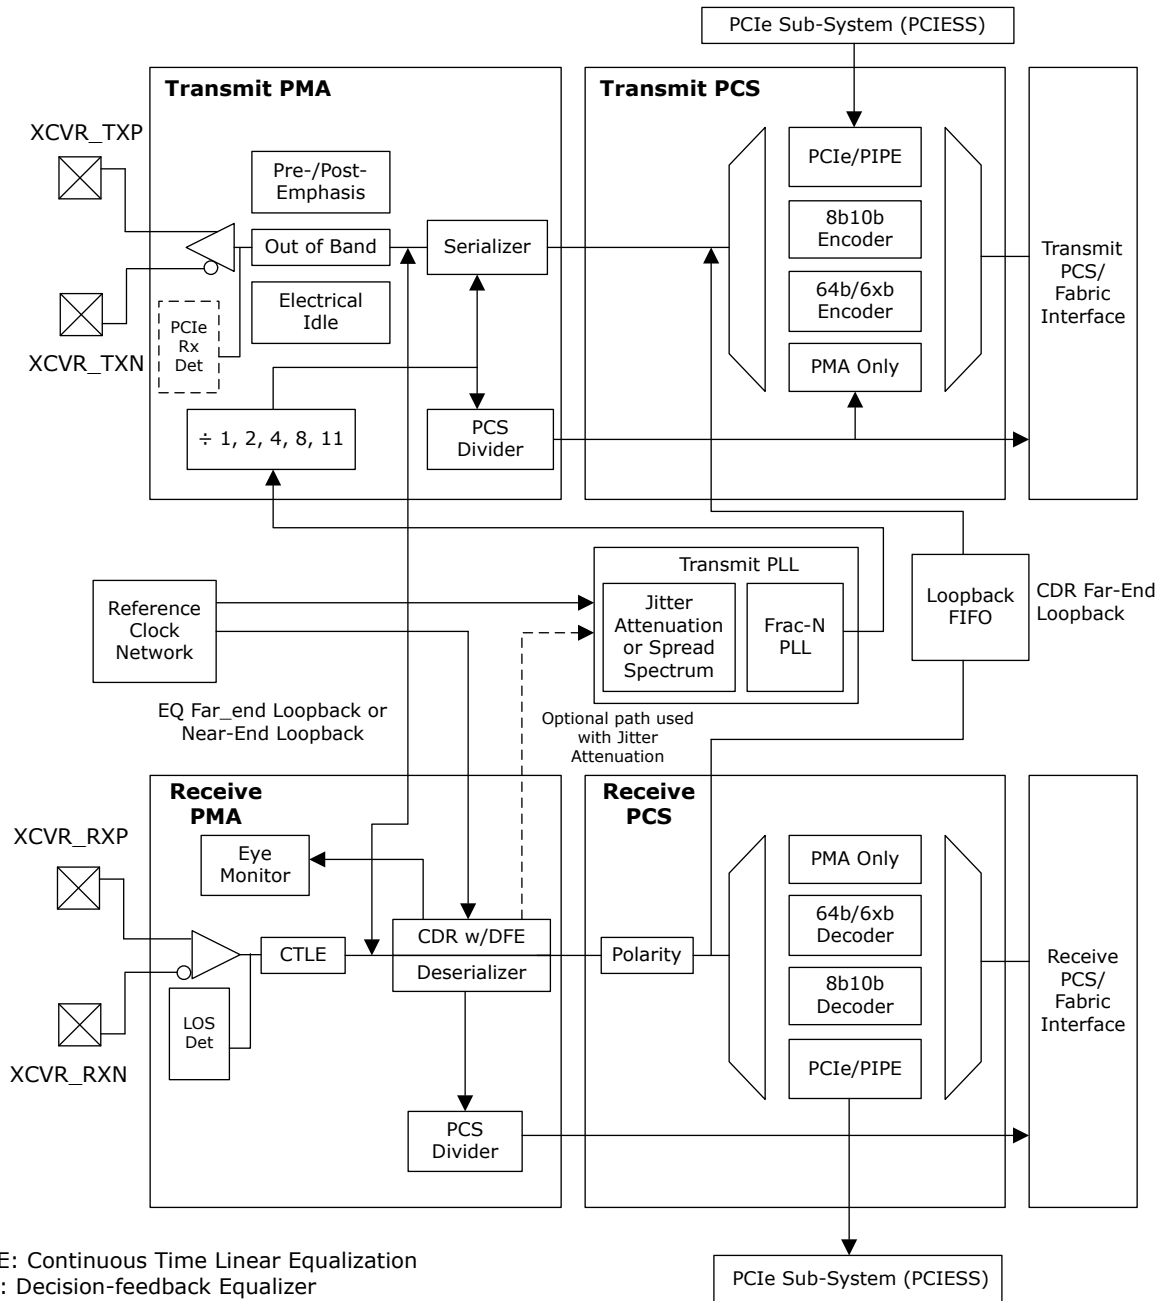 PCIe Sub-System (PCIESS)
Transmit PMA
Transmit PCS
XCVR_TXP
XCVR_TXN
Pre-/Post-
Emphasis
Out of Band
Electrical
Idle
Serializer
PCIe
Rx
Det
÷ 1, 2, 4, 8, 11
PCS
Divider
PCIe/PIPE
8b10b
Encoder
64b/6xb
Encoder
PMA Only
Transmit
PCS/
Fabric
Interface
Reference
Clock
Network
Transmit PLL
Jitter
Attenuation
or Spread
Spectrum
Frac-N
PLL
Loopback
FIFO
CDR Far-End
Loopback
EQ Far_end Loopback or
Near-End Loopback
Optional path used
with Jitter
Attenuation
Receive
PMA
Receive
PCS
XCVR_RXP
XCVR_RXN
Eye
Monitor
CTLE
CDR w/DFE
Deserializer
LOS
Det
PCS
Divider
Polarity
PMA Only
64b/6xb
Decoder
8b10b
Decoder
PCIe/PIPE
Receive
PCS/
Fabric
Interface
PCIe Sub-System (PCIESS)
E: Continuous Time Linear Equalization
: Decision-feedback Equalizer